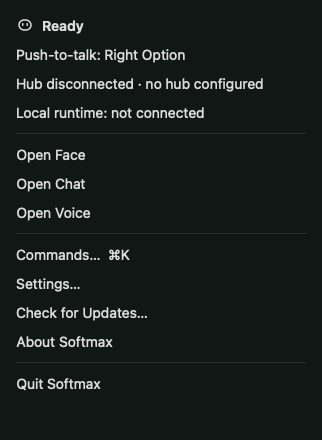 Ready
Push-to-talk: Right Option
Hub disconnected · no hub configured
Local runtime: not connected
Open Face
Open Chat
Open Voice
Commands... ⌘K
Settings...
Check for Updates...
About Softmax
Quit Softmax